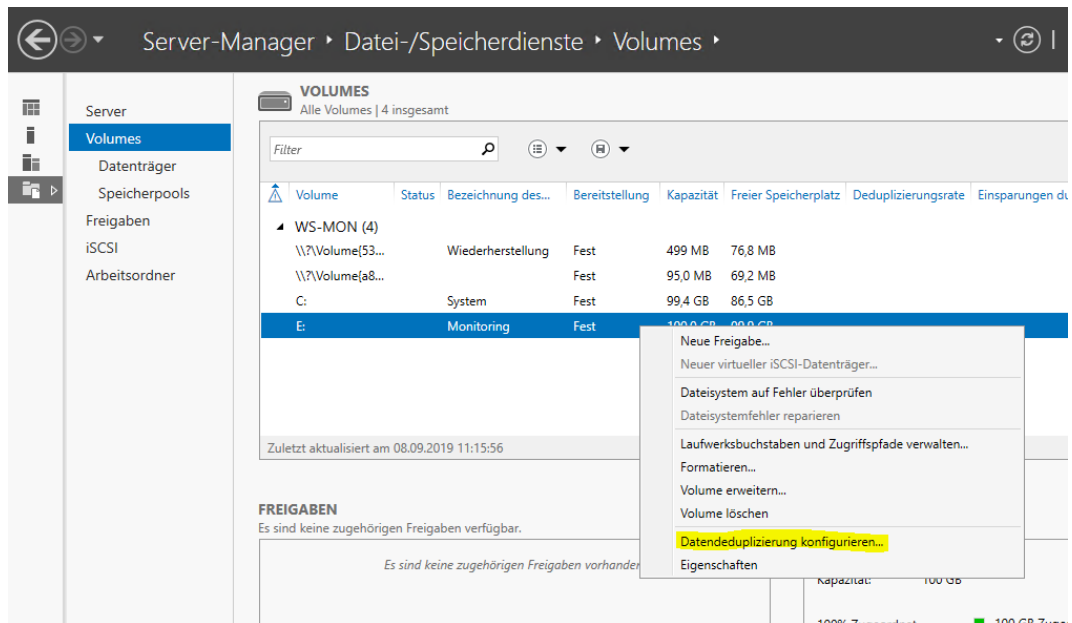 Server-Manager ‣ Datei-/Speicherdienste ‣ Volumes ‣
Server
Volumes
Datenträger
Speicherpools
Freigaben
iSCSI
Arbeitsordner
VOLUMES
Alle Volumes | 4 insgesamt
Filter
Volume Status Bezeichnung des... Bereitstellung Kapazität Freier Speicherplatz Deduplizierungsrate Einsparungen du
WS-MON (4)
\\?\Volume{53... Wiederherstellung Fest 499 MB 76,8 MB
\\?\Volume{a8... Fest 95,0 MB 69,2 MB
C: System Fest 99,4 GB 86,5 GB
E: Monitoring Fest
Neue Freigabe...
Neuer virtueller iSCSI-Datenträger...
Dateisystem auf Fehler überprüfen
Dateisystemfehler reparieren
Laufwerksbuchstaben und Zugriffspfade verwalten...
Formatieren...
Volume erweitern...
Volume löschen
Datendeduplizierung konfigurieren...
Eigenschaften
Zuletzt aktualisiert am 08.09.2019 11:15:56
FREIGABEN
Es sind keine zugehörigen Freigaben verfügbar.
Es sind keine zugehörigen Freigaben vorhanden
Kapazität: 100 GB